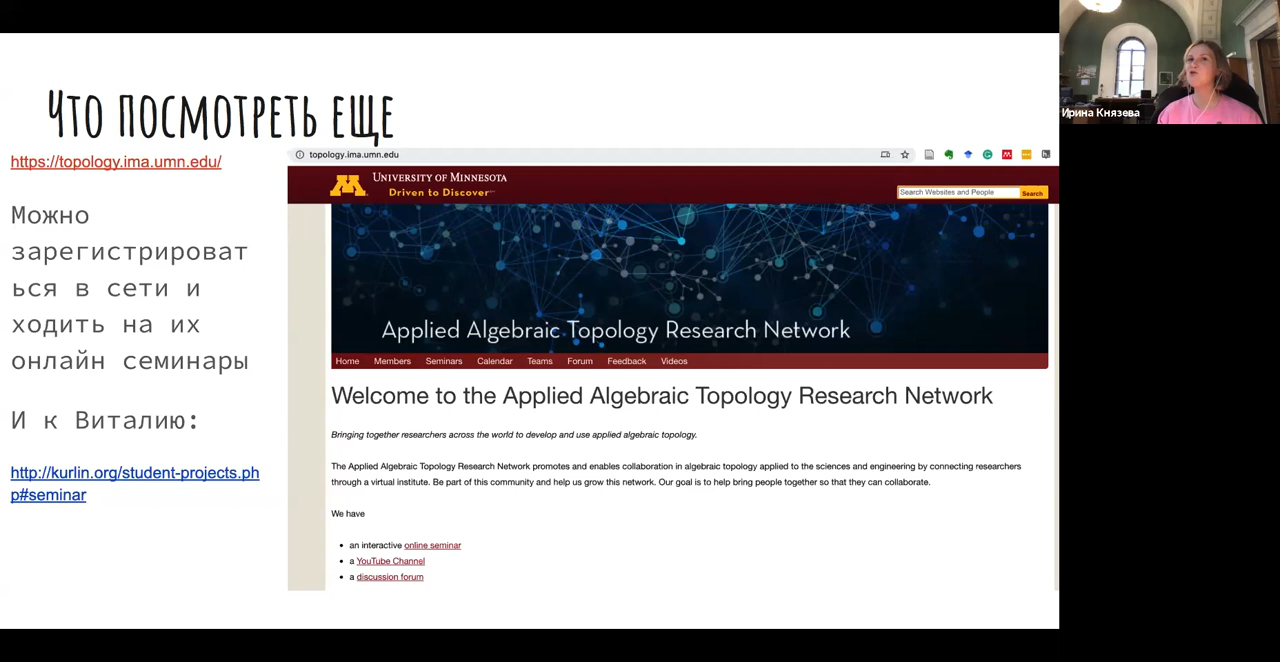 Что посмотреть еще
https://topology.ima.umn.edu/
Можно
зарегистрироват
ься в сети и
ходить на их
онлайн семинары
И к Виталию:
http://kurlin.org/student-projects.ph
p#seminar
topology.ima.umn.edu
UNIVERSITY OF MINNESOTA
Driven to Discover
Search Websites and People
Search
Applied Algebraic Topology Research Network
Home Members Seminars Calendar Teams Forum Feedback Videos
Welcome to the Applied Algebraic Topology Research Network
Bringing together researchers across the world to develop and use applied algebraic topology.
The Applied Algebraic Topology Research Network promotes and enables collaboration in algebraic topology applied to the sciences and engineering by connecting researchers
through a virtual institute. Be part of this community and help us grow this network. Our goal is to help bring people together so that they can collaborate.
We have
an interactive online seminar
a YouTube Channel
a discussion forum
Ирина Князева